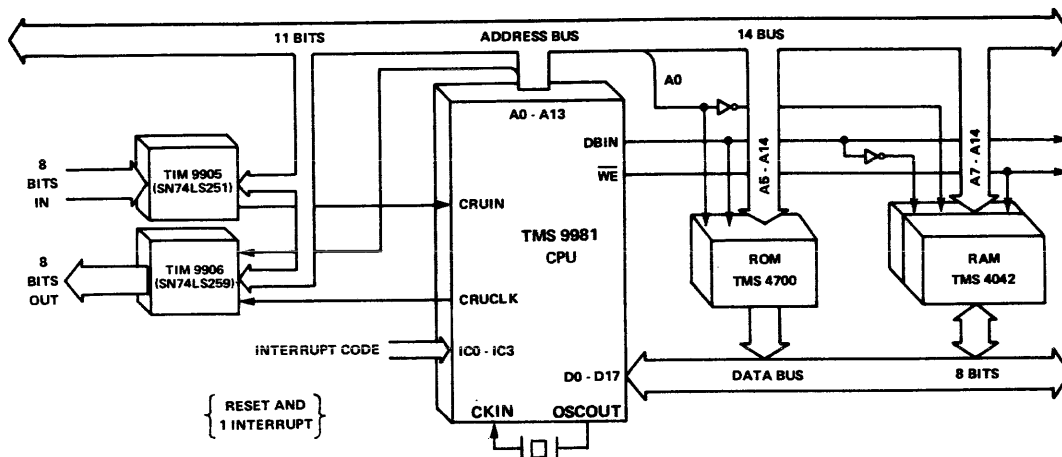 11 BITS
ADDRESS BUS
14 BUS
A0
A0 - A13
DBIN
WE
A5 - A14
A7 - A14
8
BITS
IN
TIM 9905
(SN74LS251)
CRUIN
TMS 9981
CPU
ROM
TMS 4700
RAM
TMS 4042
8
BITS
OUT
TIM 9906
(SN74LS259)
CRUCLK
INTERRUPT CODE
iC0 - iC3
D0 - D17
DATA BUS
8 BITS
RESET AND
1 INTERRUPT
CKIN
OSCOUT